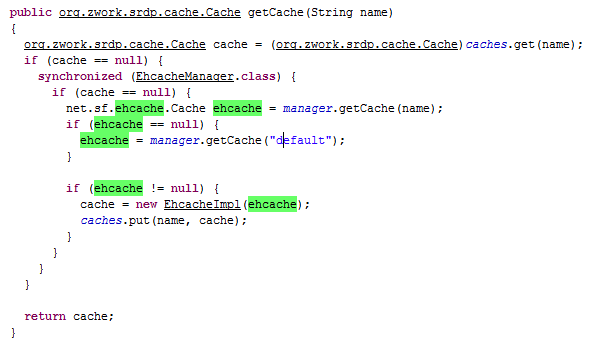 public org.zwork.srdp.cache.Cache getCache(String name)
{
  org.zwork.srdp.cache.Cache cache = (org.zwork.srdp.cache.Cache)caches.get(name);
  if (cache == null) {
    synchronized (EhcacheManager.class) {
      if (cache == null) {
        net.sf.ehcache.Cache ehcache = manager.getCache(name);
        if (ehcache == null) {
          ehcache = manager.getCache("default");
        }

        if (ehcache != null) {
          cache = new EhcacheImpl(ehcache);
          caches.put(name, cache);
        }
      }
    }
  }

  return cache;
}